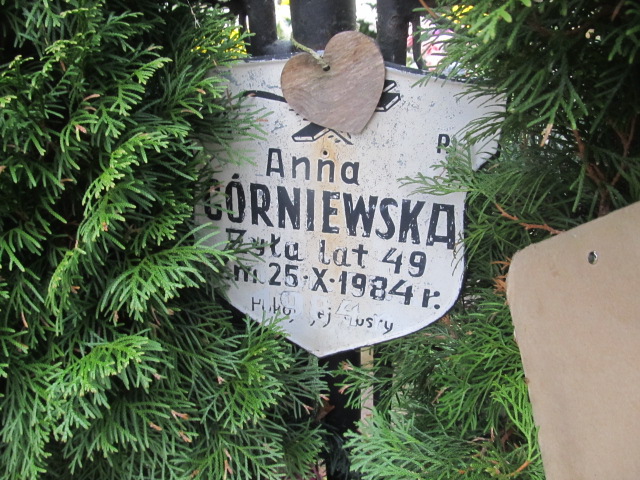 P
Anna
GÓRNIEWSKA
Żyła lat 49
m. 25·X·1984 r.